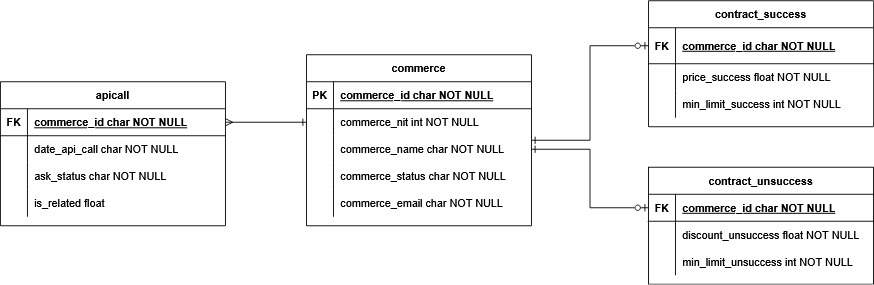 apicall
FK commerce_id char NOT NULL
date_api_call char NOT NULL
ask_status char NOT NULL
is_related float
commerce
PK commerce_id char NOT NULL
commerce_nit int NOT NULL
commerce_name char NOT NULL
commerce_status char NOT NULL
commerce_email char NOT NULL
contract_success
FK commerce_id char NOT NULL
price_success float NOT NULL
min_limit_success int NOT NULL
contract_unsuccess
FK commerce_id char NOT NULL
discount_unsuccess float NOT NULL
min_limit_unsuccess int NOT NULL